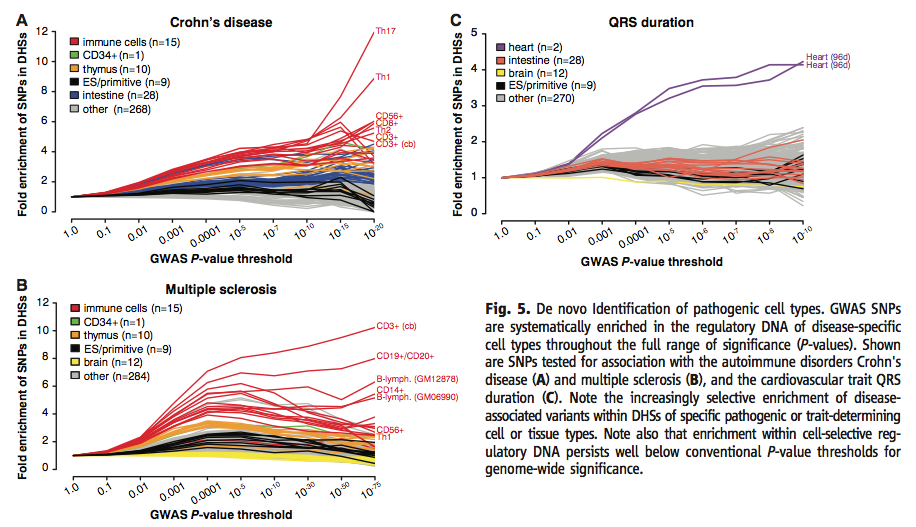 A
Crohn's disease
Fold enrichment of SNPs in DHSs
12
10
8
6
4
2
0
immune cells (n=15)
CD34+(n=1)
thymus (n=10)
ES/primitive (n=9)
intestine (n=28)
other (n=268)
Th17
Th1
CD56+
CD8+
Th2
CD3+
CD3+ (cb)
1.0
0.1
0.01
0.001
0.0001
10-5
10-7
10-10
10-15
10-20
GWAS P-value threshold
B
Multiple sclerosis
Fold enrichment of SNPs in DHSs
12
10
8
6
4
2
0
immune cells (n=15)
CD34+(n=1)
thymus (n=10)
ES/primitive (n=9)
brain (n=12)
other (n=284)
CD3+ (cb)
CD19+/CD20+
B-lymph. (GM12878)
CD14+
B-lymph. (GM06990)
CD56+
Th1
1.0
0.1
0.01
0.001
0.0001
10-5
10-10
10-30
10-50
10-75
GWAS P-value threshold
C
QRS duration
Fold enrichment of SNPs in DHSs
5
4
3
2
1
0
heart (n=2)
intestine (n=28)
brain (n=12)
ES/primitive (n=9)
other (n=270)
Heart (96d)
Heart (96d)
1.0
0.1
0.01
0.001
0.0001
10-5
10-6
10-7
10-8
10-10
GWAS P-value threshold
Fig. 5. De novo Identification of pathogenic cell types. GWAS SNPs
are systematically enriched in the regulatory DNA of disease-specific
cell types throughout the full range of significance (P-values). Shown
are SNPs tested for association with the autoimmune disorders Crohn's
disease (A) and multiple sclerosis (B), and the cardiovascular trait QRS
duration (C). Note the increasingly selective enrichment of disease-
associated variants within DHSs of specific pathogenic or trait-determining
cell or tissue types. Note also that enrichment within cell-selective reg-
ulatory DNA persists well below conventional P-value thresholds for
genome-wide significance.